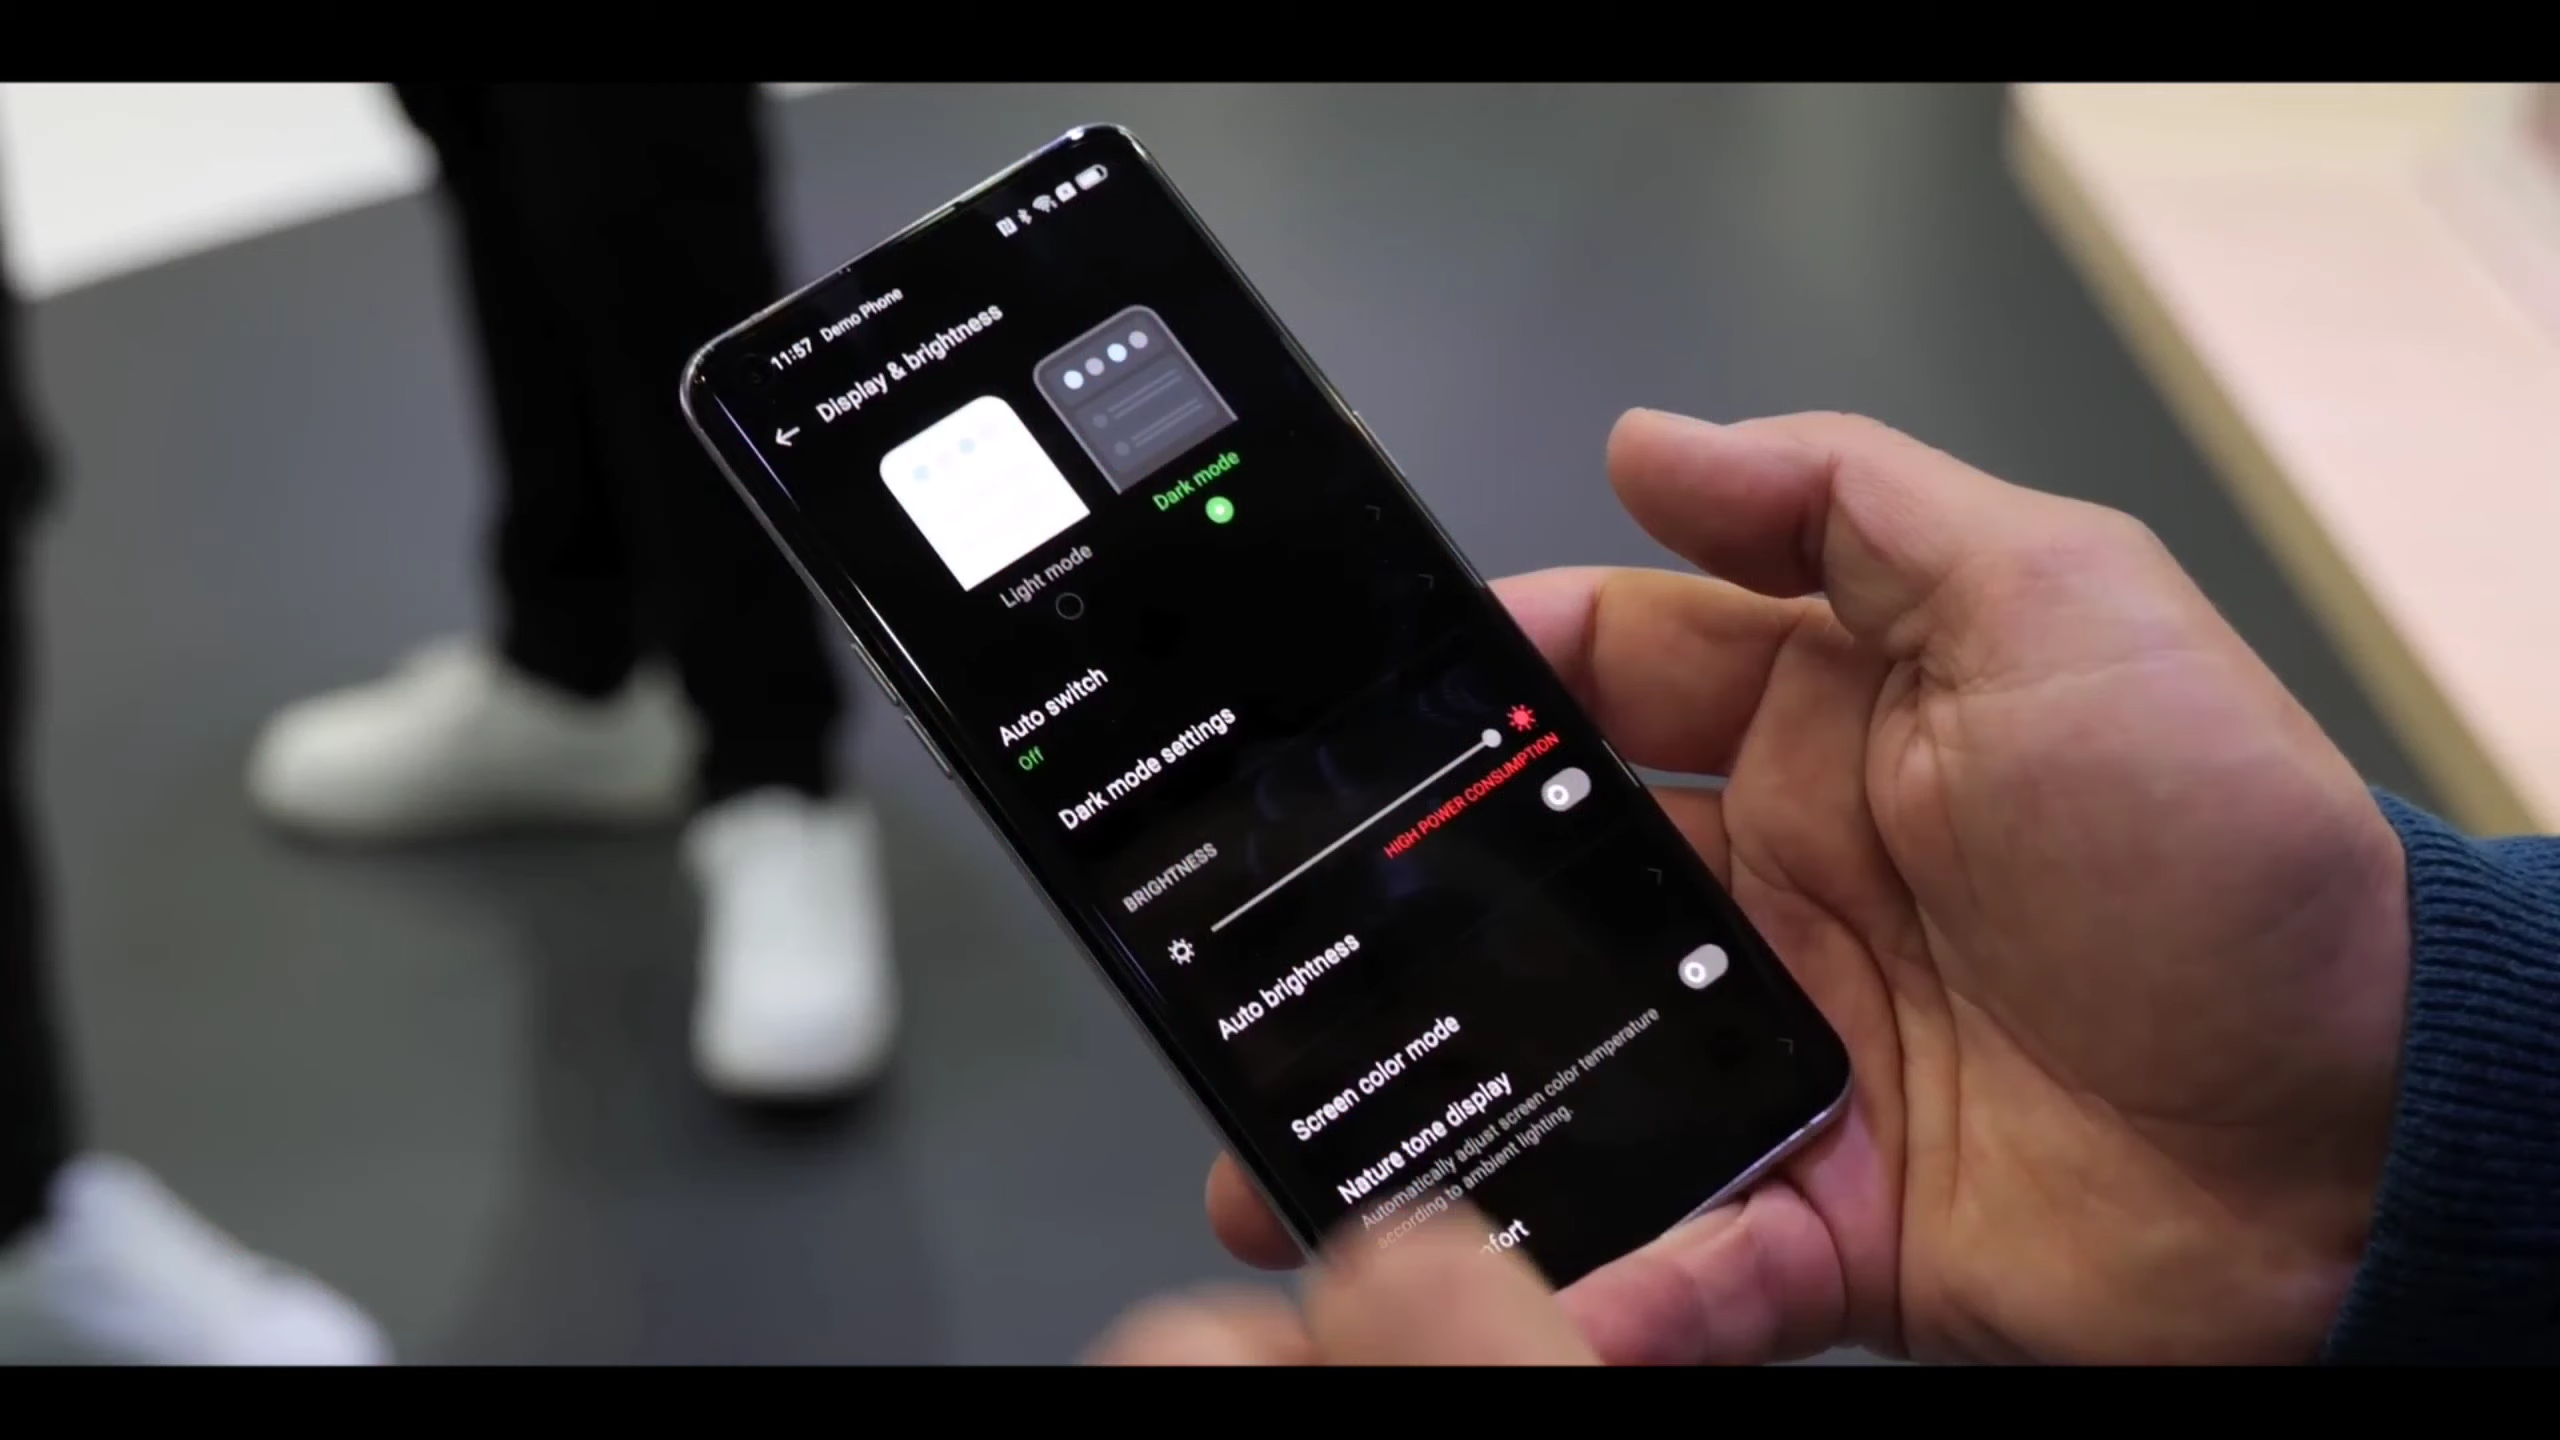 11:57 Demo Phone
Display & brightness
Light mode
Dark mode
Auto switch
Off
Dark mode settings
BRIGHTNESS
HIGH POWER CONSUMPTION
Auto brightness
Screen color mode
Nature tone display
Automatically adjust screen color temperature
according to ambient lighting.